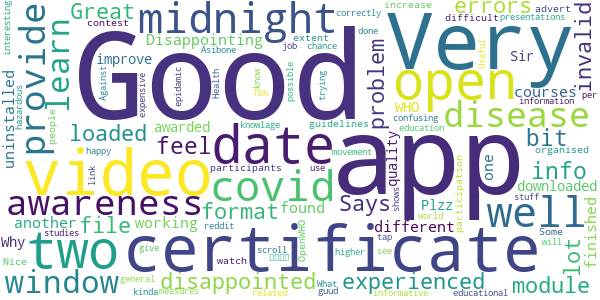 Great
midnight
Good
Very
errors
invalid
advert
increase
presentations
interesting
contest
extent
correctly
done
difficult
Disappointing
Asibone
job
chance
improve
provide
learn
hazardous
uninstalled
people
loaded
expensive
Against
epidamic
Health
Tbh
know
possible
trying
problem
open
Sir
WHO
courses
Useful
information
per
disease
guidelines
confusing
education
bit
organised
happy
link
awarded
feel
date
knowlage
movement
participants
use
quality
shows
one
info
video
covid
app
participation
downloaded
awareness
format
found
Says
Plzz
different
well
stuff
Some
will
educational
another
file
working
reddit
world
tap
lot
finished
Why
studies
two
certificate
OpenWHO
scroll
higher
see
What
Nice
give
watch
window
disappointed
experienced
module
kinda
measures
general
related
guud
informative